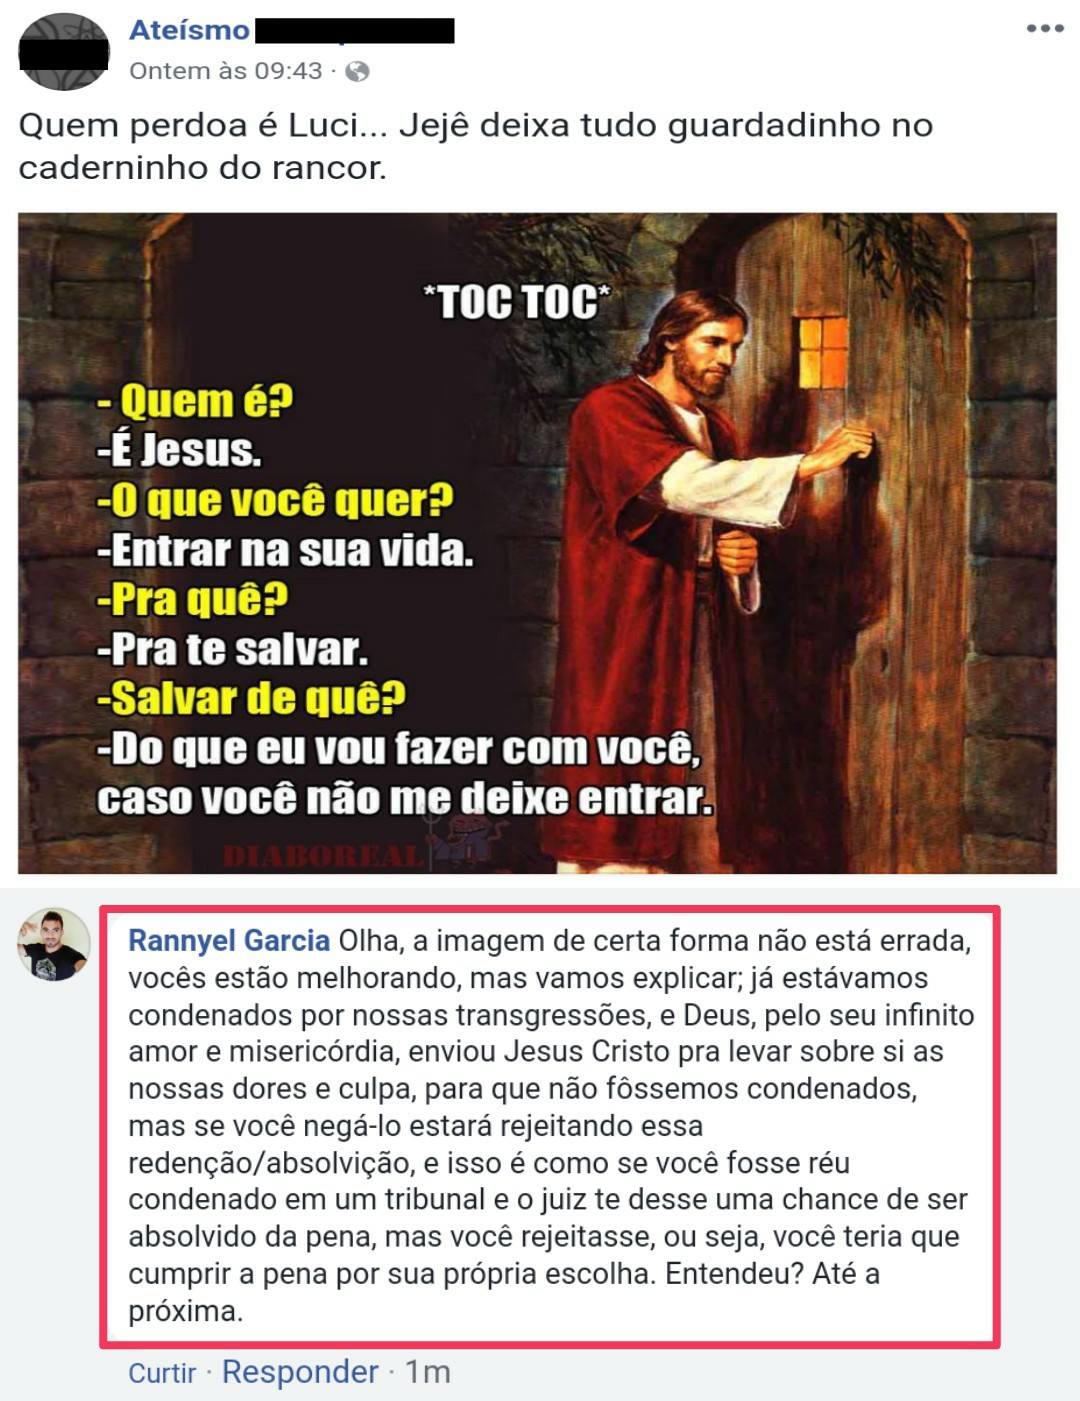 Ateísmo
Ontem às 09:43 ·
Quem perdoa é Luci... Jejê deixa tudo guardadinho no
caderninho do rancor.
*TOC TOC*
- Quem é?
-É Jesus.
-O que você quer?
-Entrar na sua vida.
-Pra quê?
-Pra te salvar.
-Salvar de quê?
-Do que eu vou fazer com você,
caso você não me deixe entrar.
DIABOREAL
Rannyel Garcia Olha, a imagem de certa forma não está errada,
vocês estão melhorando, mas vamos explicar; já estávamos
condenados por nossas transgressões, e Deus, pelo seu infinito
amor e misericórdia, enviou Jesus Cristo pra levar sobre si as
nossas dores e culpa, para que não fôssemos condenados,
mas se você negá-lo estará rejeitando essa
redenção/absolvição, e isso é como se você fosse réu
condenado em um tribunal e o juiz te desse uma chance de ser
absolvido da pena, mas você rejeitasse, ou seja, você teria que
cumprir a pena por sua própria escolha. Entendeu? Até a
próxima.
Curtir · Responder · 1m